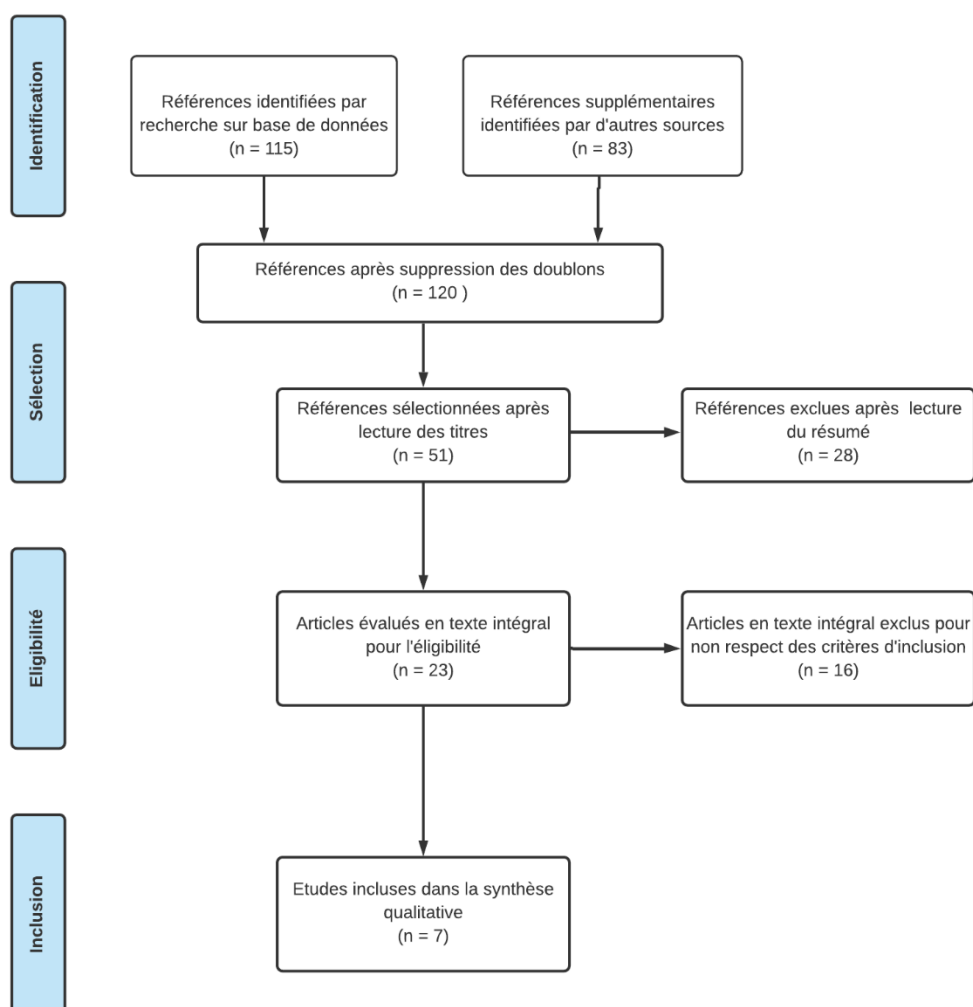 Identification
Références identifiées par
recherche sur base de données
(n = 115)
Références supplémentaires
identifiées par d'autres sources
(n = 83)
Références après suppression des doublons
(n = 120 )
Sélection
Références sélectionnées après
lecture des titres
(n = 51)
Références exclues après lecture
du résumé
(n = 28)
Eligibilité
Articles évalués en texte intégral
pour l'éligibilité
(n = 23)
Articles en texte intégral exclus pour
non respect des critères d'inclusion
(n = 16)
Inclusion
Etudes incluses dans la synthèse
qualitative
(n = 7)